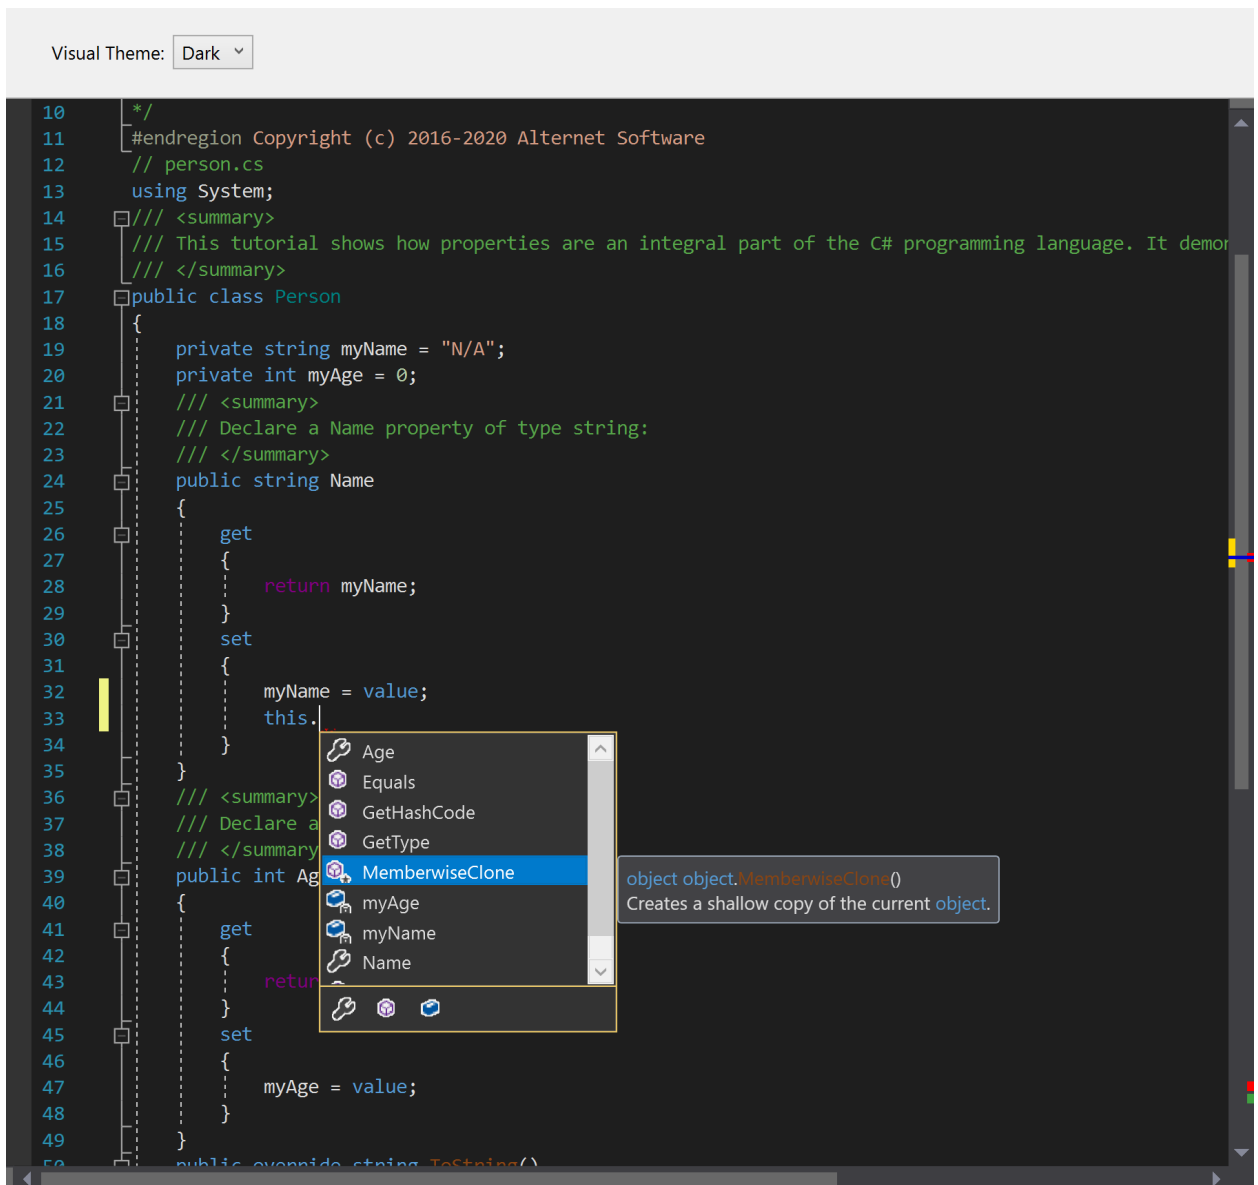 Visual Theme: Dark
10 */
11 #endregion Copyright (c) 2016-2020 Alternet Software
12 // person.cs
13 using System;
14 /// <summary>
15 /// This tutorial shows how properties are an integral part of the C# programming language. It
16 /// </summary>
17 public class Person
18 {
19 private string myName = "N/A";
20 private int myAge = 0;
21 /// <summary>
22 /// Declare a Name property of type string:
23 /// </summary>
24 public string Name
25 {
26 get
27 {
28 return myName;
29 }
30 set
31 {
32 myName = value;
33 this.
34 }
35 }
36 /// <summary>
37 /// Declare a
38 /// </summary
39 public int Ag
40 {
41 get
42 {
43 retur
44 }
45 set
46 {
47 myAge = value;
48 }
49 }
50 public override string ToString()
Age
Equals
GetHashCode
GetType
MemberwiseClone
myAge
myName
Name
object object.MemberwiseClone()
Creates a shallow copy of the current object.